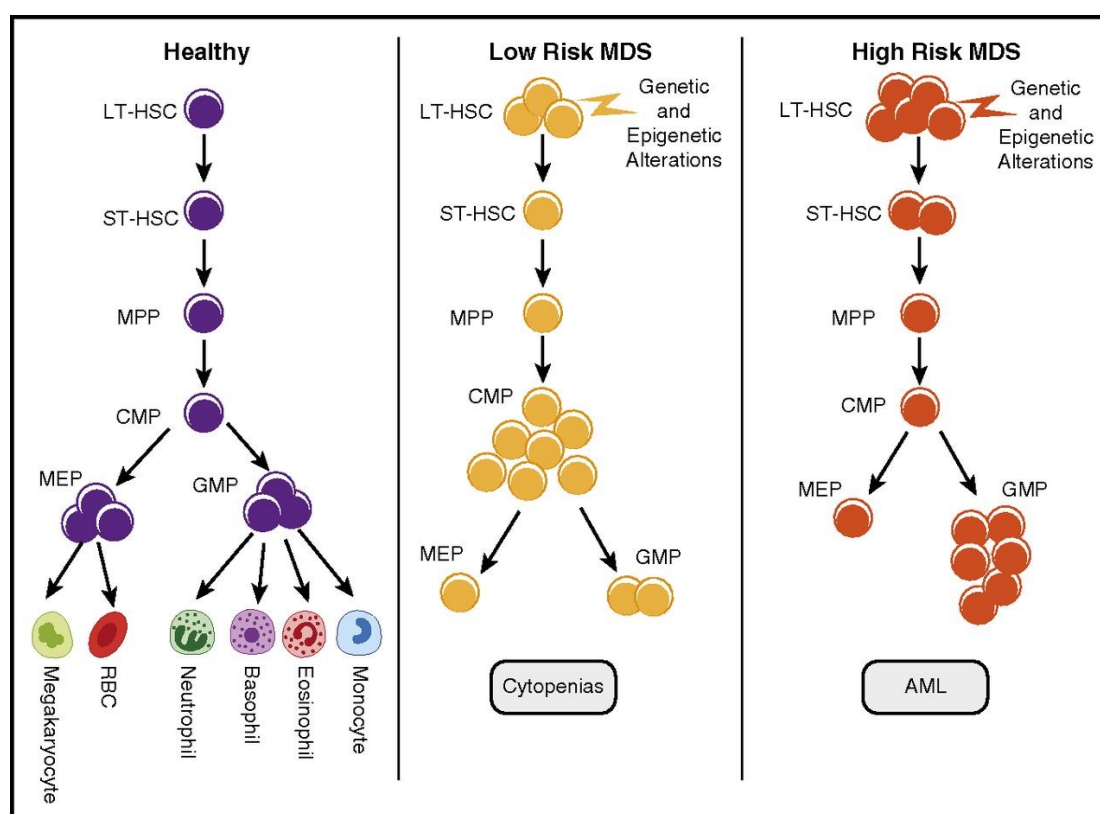 Healthy
LT-HSC
ST-HSC
MPP
CMP
MEP
GMP
Megakaryocyte
RBC
Neutrophil
Basophil
Eosinophil
Monocyte
Low Risk MDS
LT-HSC
Genetic
and
Epigenetic
Alterations
ST-HSC
MPP
CMP
MEP
GMP
Cytopenias
High Risk MDS
LT-HSC
Genetic
and
Epigenetic
Alterations
ST-HSC
MPP
CMP
MEP
GMP
AML